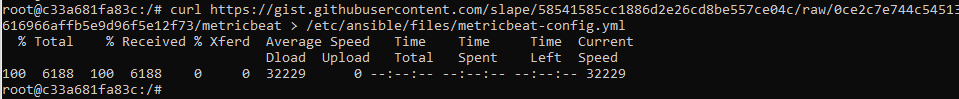 root@c33a681fa83c:/# curl https://gist.githubusercontent.com/slape/58541585cc1886d2e26cd8be557ce04c/raw/0ce2c7e744c54513
616966affb5e9d96f5e12f73/metricbeat > /etc/ansible/files/metricbeat-config.yml
  % Total    % Received % Xferd  Average Speed   Time    Time     Time  Current
                                 Dload  Upload   Total   Spent    Left  Speed
100  6188  100  6188    0     0  32229      0 --:--:-- --:--:-- --:--:-- 32229
root@c33a681fa83c:/#